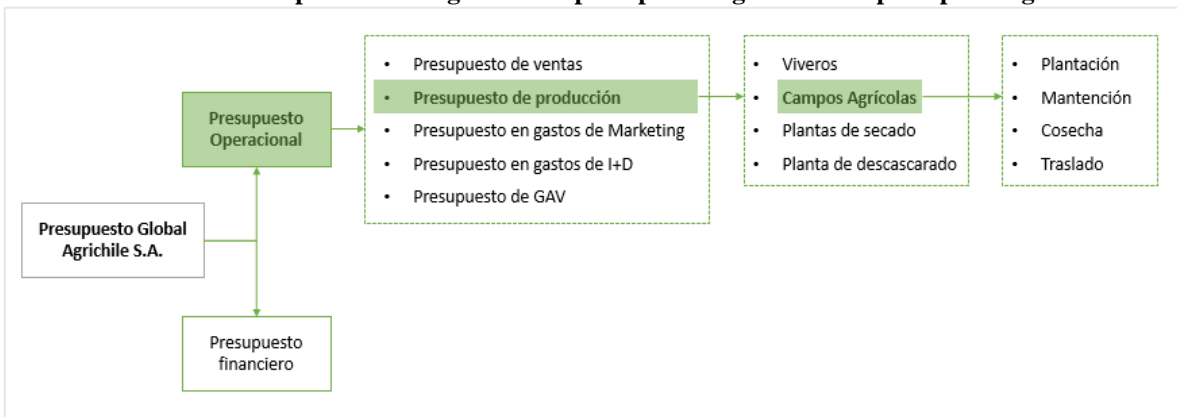 Presupuesto Global
Agrichile S.A.
Presupuesto
Operacional
Presupuesto
financiero
• Presupuesto de ventas
• Presupuesto de producción
• Presupuesto en gastos de Marketing
• Presupuesto en gastos de I+D
• Presupuesto de GAV
• Viveros
• Campos Agrícolas
• Plantas de secado
• Planta de descascarado
• Plantación
• Mantención
• Cosecha
• Traslado